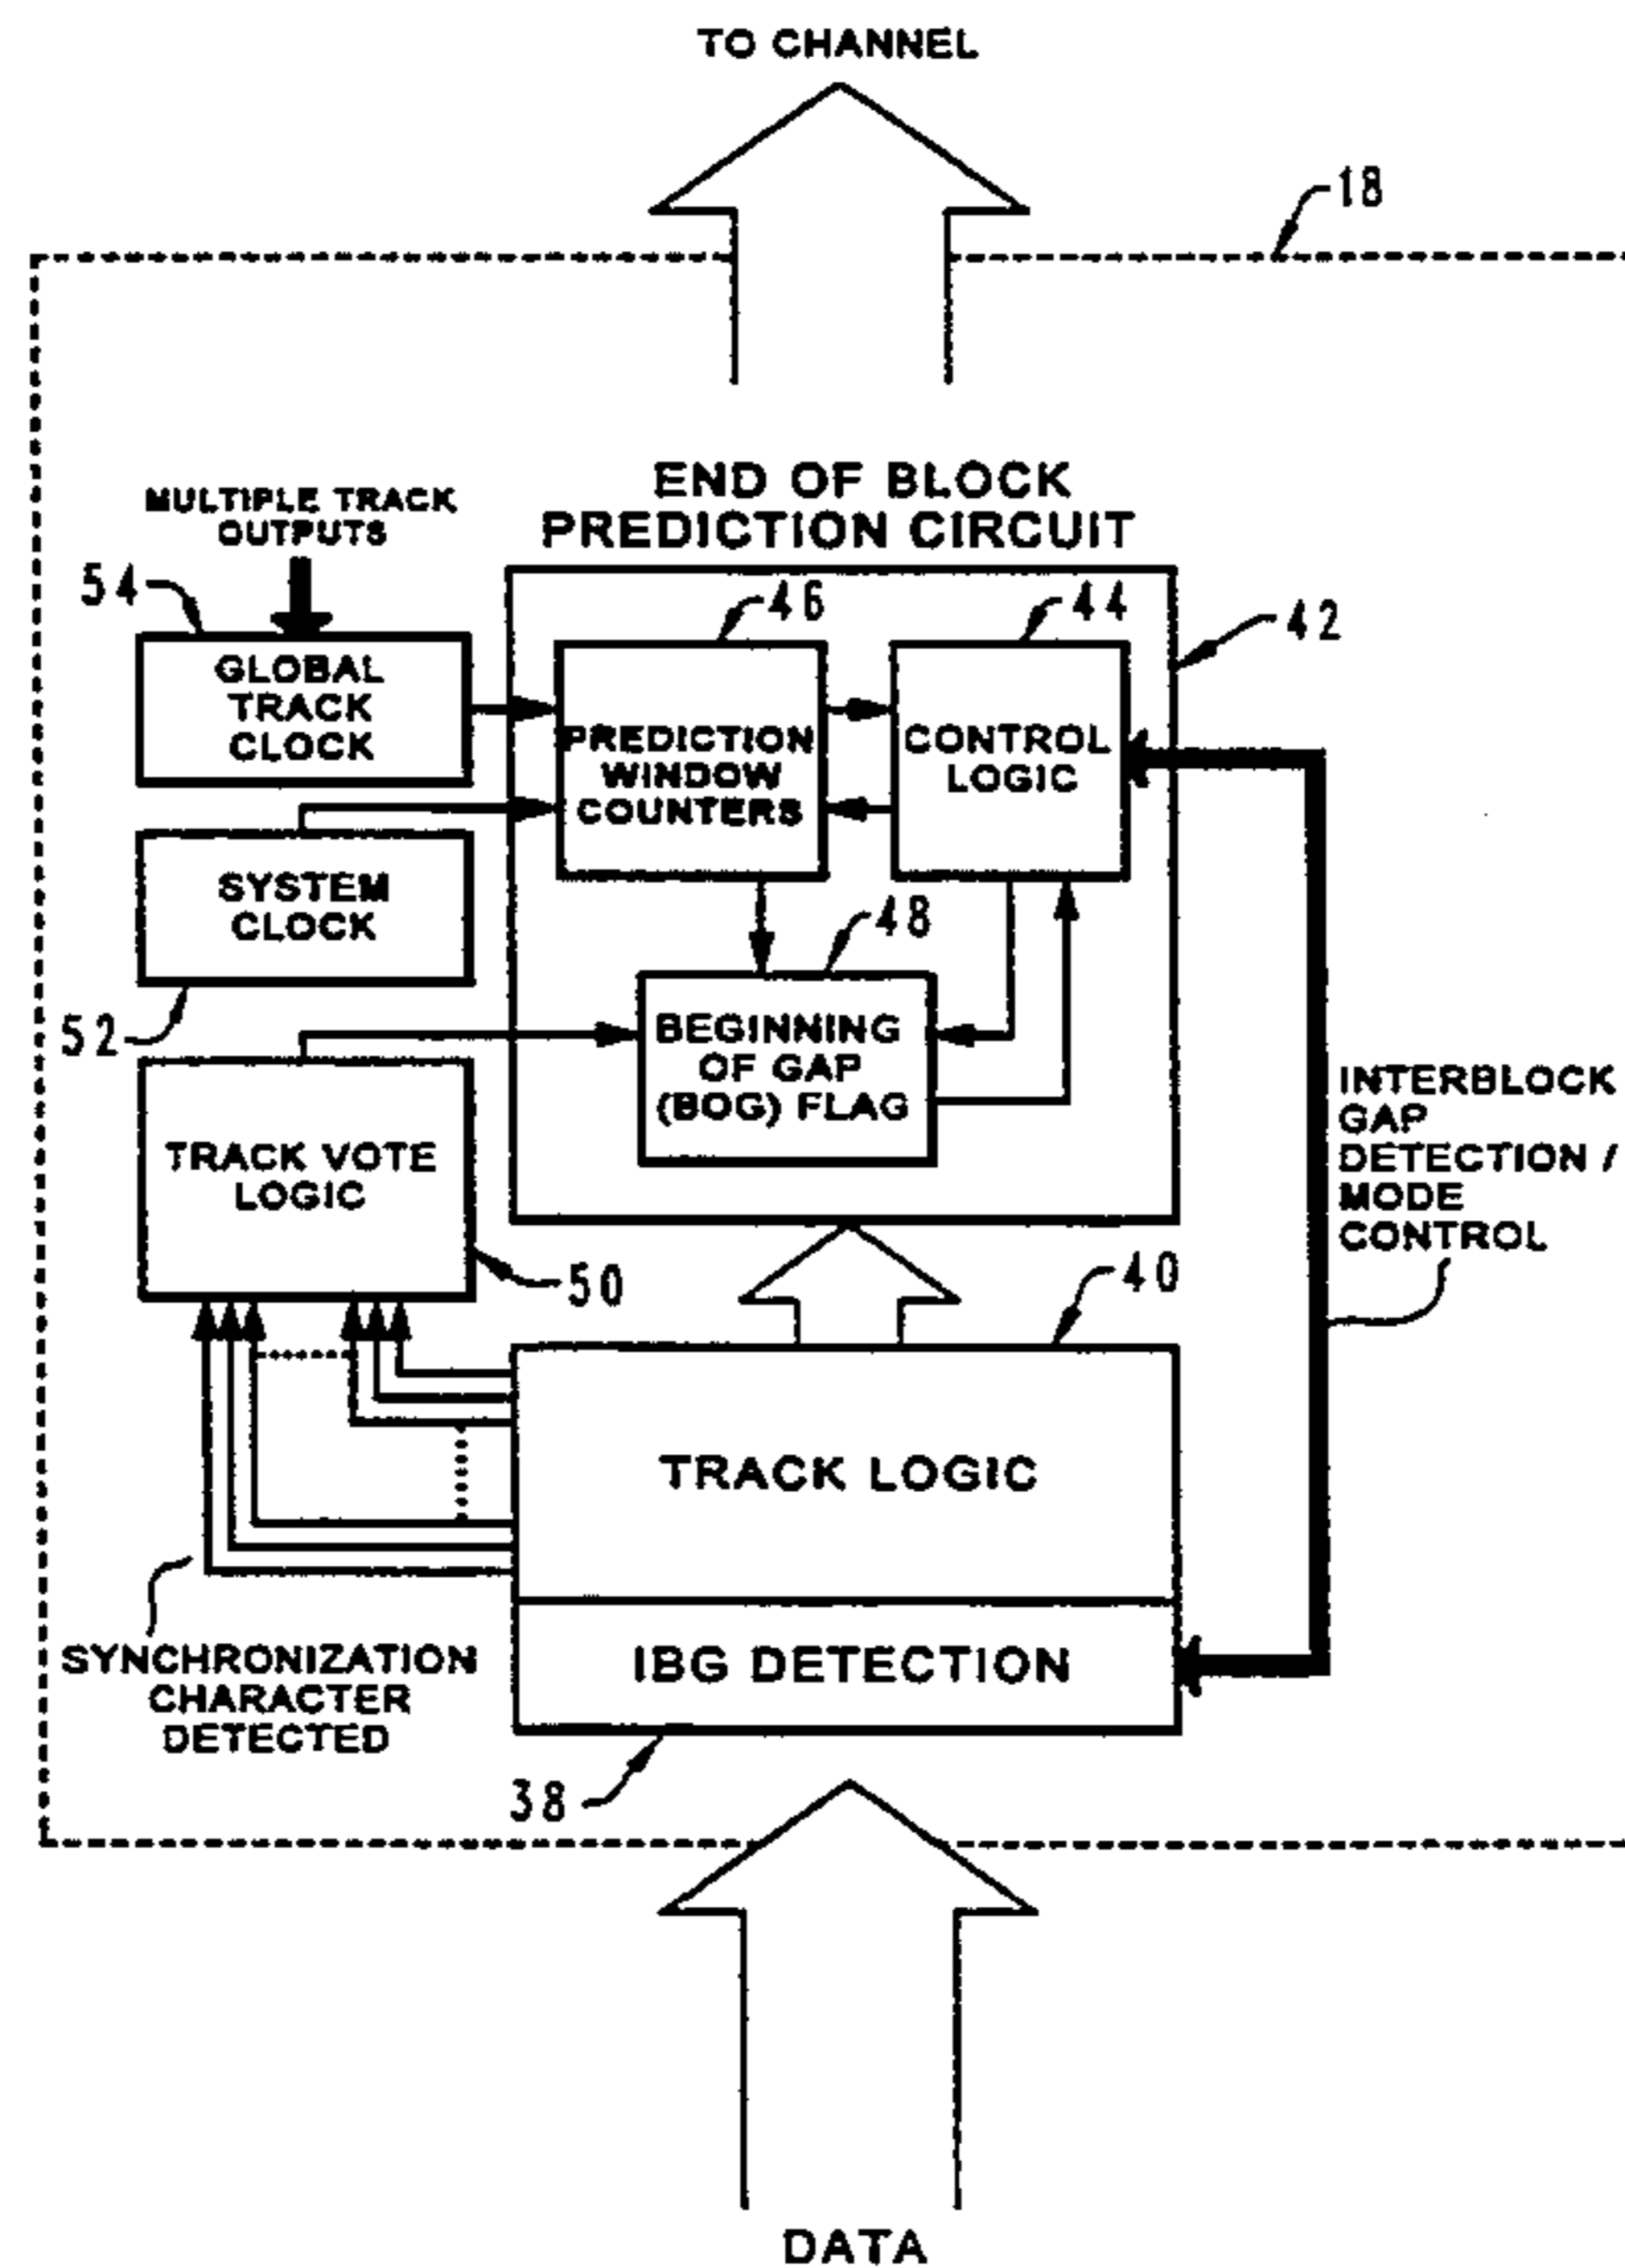 TO CHANNEL
18
END OF BLOCK
PREDICTION CIRCUIT
MULTIPLE TRACK
OUTPUTS
54
46
44
42
GLOBAL
TRACK
CLOCK
PREDICTION
WINDOW
COUNTERS
CONTROL
LOGIC
SYSTEM
CLOCK
48
52
BEGINNING
OF GAP
(BOG) FLAG
INTERBLOCK
GAP
DETECTION /
MODE
CONTROL
TRACK VOTE
LOGIC
50
40
TRACK LOGIC
IBG DETECTION
SYNCHRONIZATION
CHARACTER
DETECTED
38
DATA